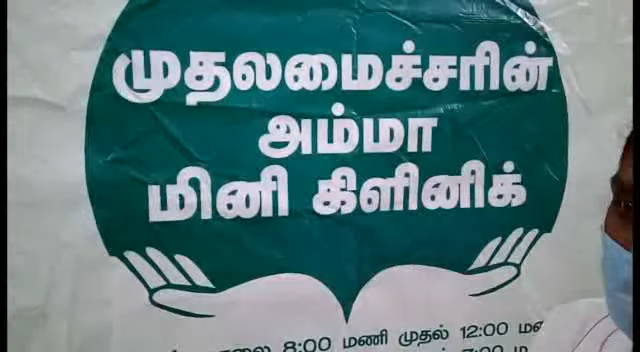 முதலமைச்சரின்
அம்மா
மினி கிளினிக்
8:00 மணி முதல் 12:00